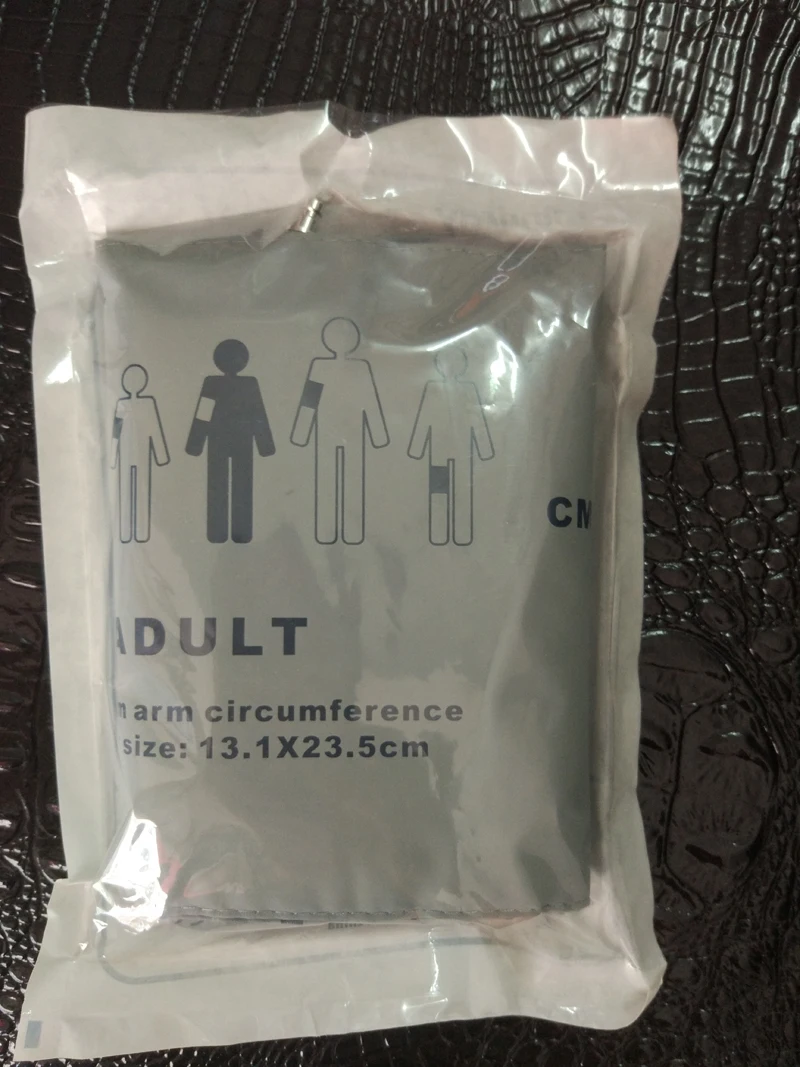 CM
ADULT
n arm circumference
size: 13.1X23.5cm